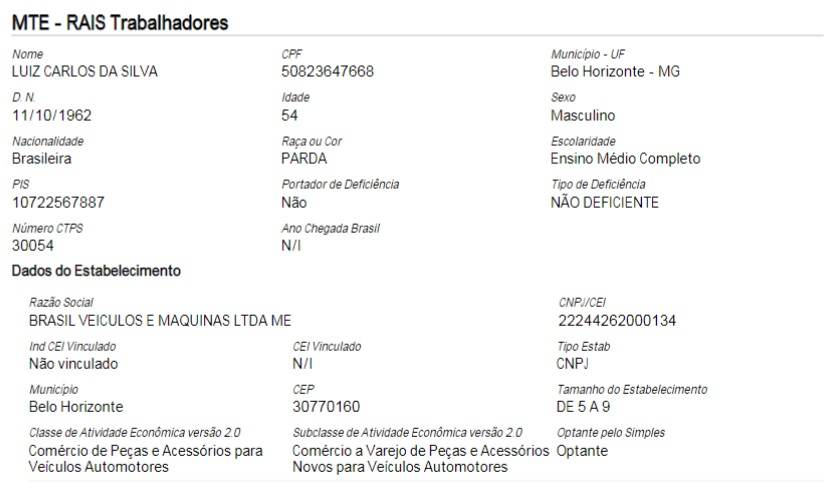 MTE - RAIS Trabalhadores
Nome CPF Município - UF
LUIZ CARLOS DA SILVA 50823647668 Belo Horizonte - MG
D. N. Idade Sexo
11/10/1962 54 Masculino
Nacionalidade Raça ou Cor Escolaridade
Brasileira PARDA Ensino Médio Completo
PIS Portador de Deficiência Tipo de Deficiência
10722567887 Não NÃO DEFICIENTE
Número CTPS Ano Chegada Brasil
30054 N/I
Dados do Estabelecimento
Razão Social CNPJ/CEI
BRASIL VEICULOS E MAQUINAS LTDA ME 22244262000134
Ind CEI Vinculado CEI Vinculado Tipo Estab
Não vinculado N/I CNPJ
Município CEP Tamanho do Estabelecimento
Belo Horizonte 30770160 DE 5 A 9
Classe de Atividade Econômica versão 2.0 Subclasse de Atividade Econômica versão 2.0 Optante pelo Simples
Comércio de Peças e Acessórios para Comércio a Varejo de Peças e Acessórios Optante
Veículos Automotores Novos para Veículos Automotores